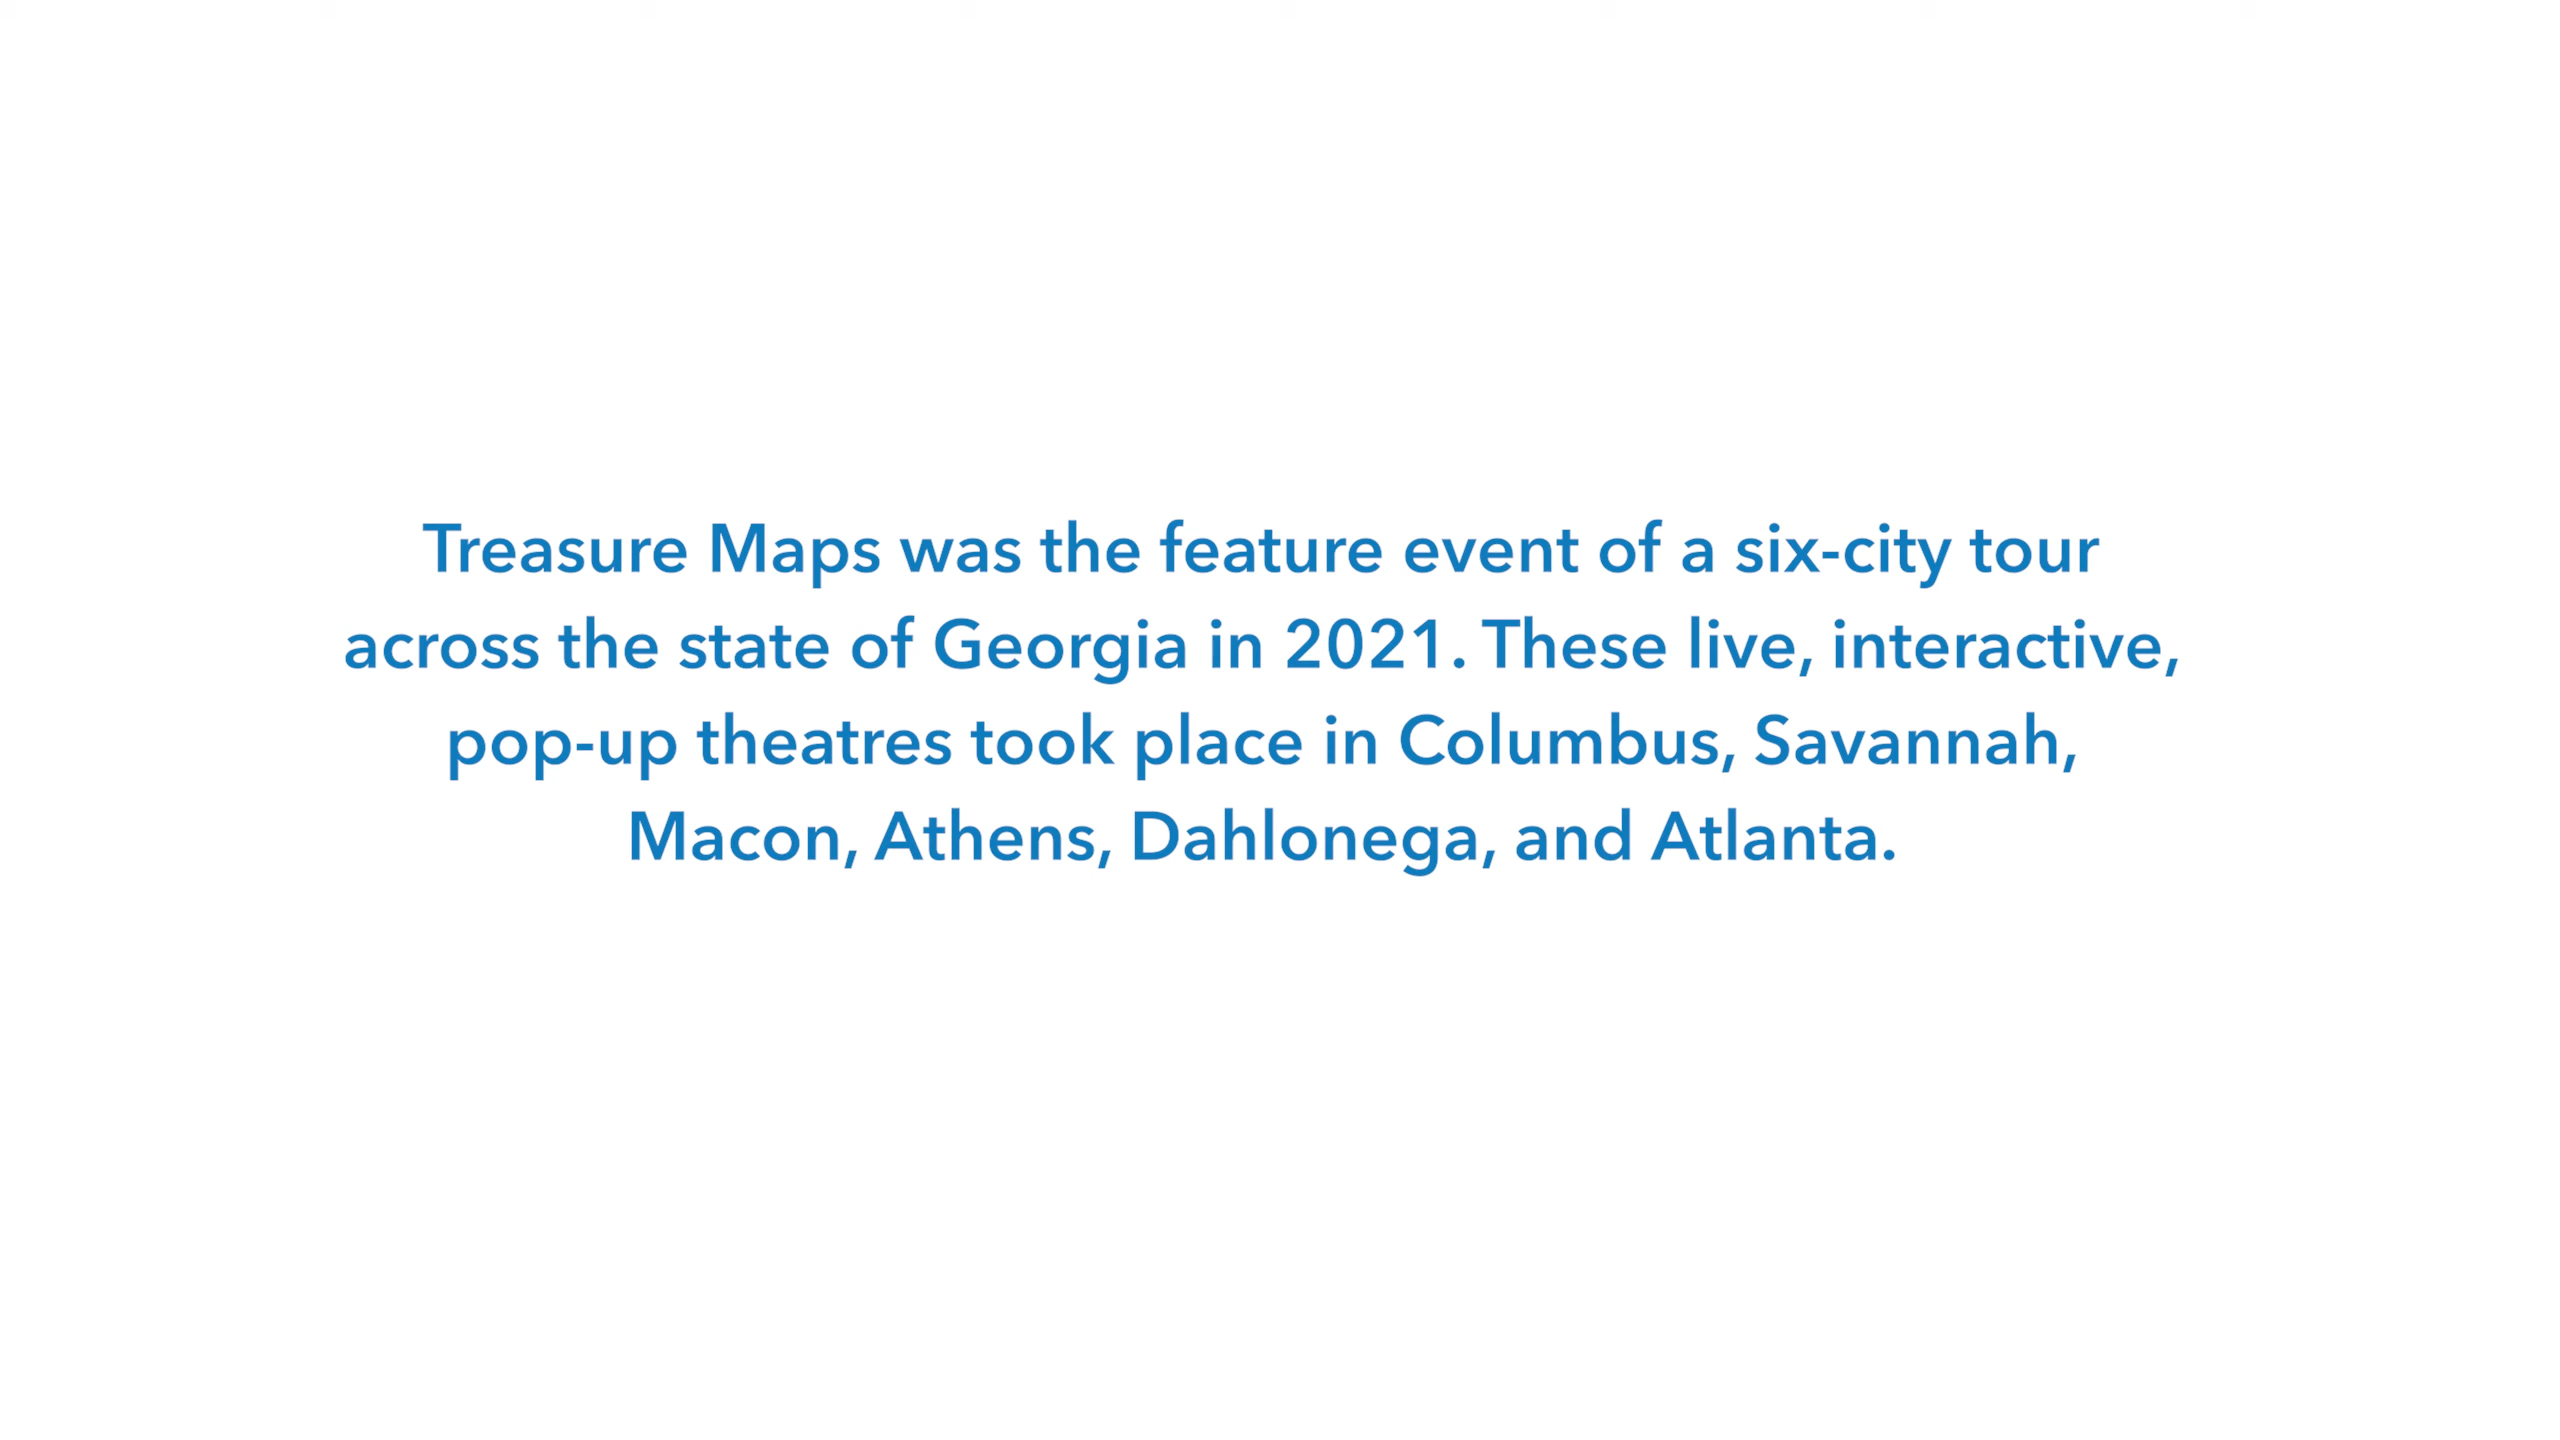 Treasure Maps was the feature event of a six-city tour
across the state of Georgia in 2021. These live, interactive,
pop-up theatres took place in Columbus, Savannah,
Macon, Athens, Dahlonega, and Atlanta.